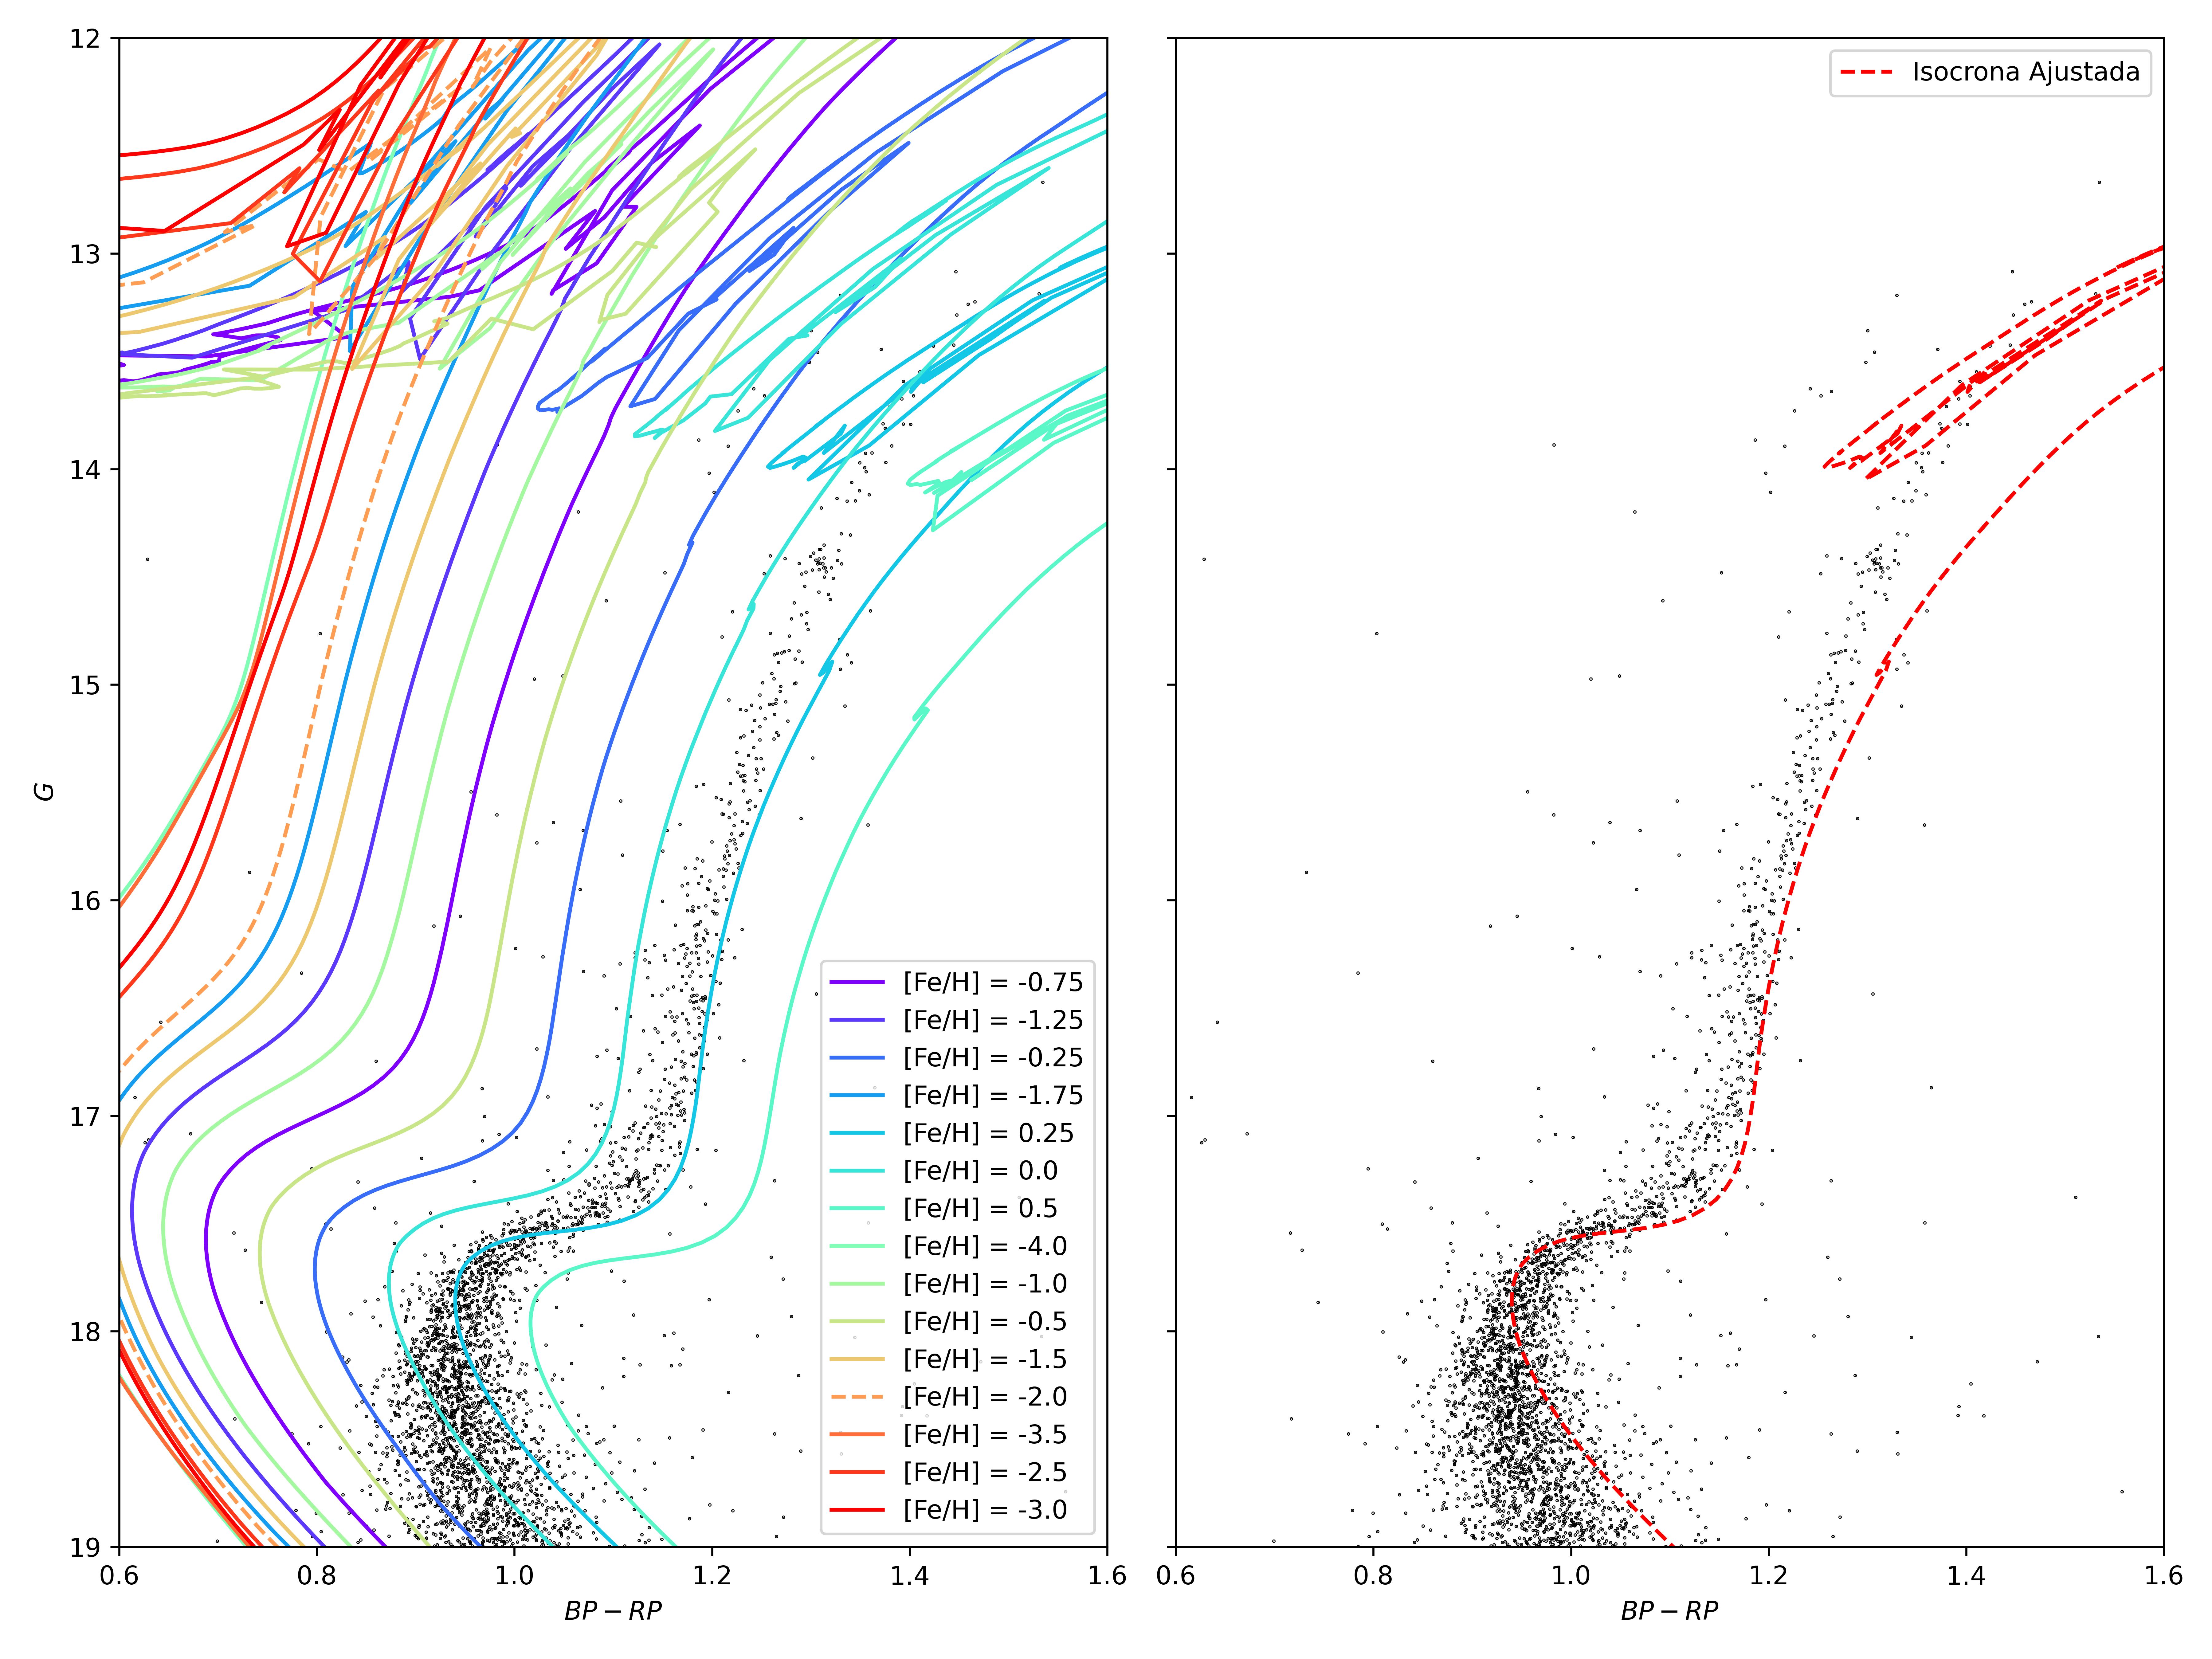 12
13
14
15
16
17
18
19
G
0.6
0.8
1.0
1.2
1.4
1.6
BP − RP
[Fe/H] = -0.75
[Fe/H] = -1.25
[Fe/H] = -0.25
[Fe/H] = -1.75
[Fe/H] = 0.25
[Fe/H] = 0.0
[Fe/H] = 0.5
[Fe/H] = -4.0
[Fe/H] = -1.0
[Fe/H] = -0.5
[Fe/H] = -1.5
[Fe/H] = -2.0
[Fe/H] = -3.5
[Fe/H] = -2.5
[Fe/H] = -3.0
Isocrona Ajustada
0.6
0.8
1.0
1.2
1.4
1.6
BP − RP